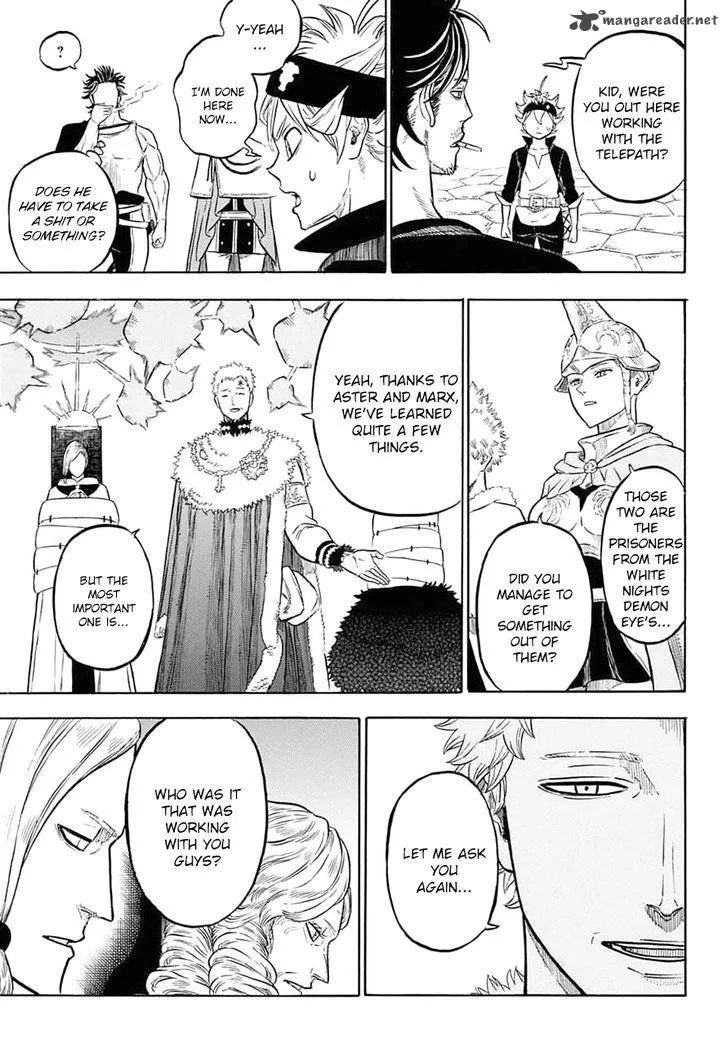 mangareader.net
KID, WERE
YOU OUT HERE
WORKING
WITH THE
TELEPATH?
Y-YEAH
...
I'M DONE
HERE
NOW...
?
DOES HE
HAVE TO TAKE
A SHIT OR
SOMETHING?
THOSE
TWO ARE
THE
PRISONERS
FROM THE
WHITE
NIGHTS
DEMON
EYE'S...
DID YOU
MANAGE TO
GET
SOMETHING
OUT OF
THEM?
YEAH, THANKS TO
ASTER AND MARX,
WE'VE LEARNED
QUITE A FEW
THINGS.
BUT THE
MOST
IMPORTANT
ONE IS...
LET ME ASK
YOU
AGAIN...
WHO WAS IT
THAT WAS
WORKING
WITH YOU
GUYS?